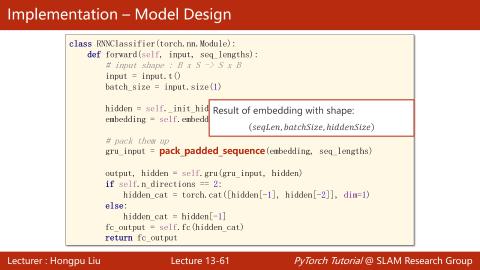 Implementation – Model Design
class RNNClassifier(torch.nn.Module):
def forward(self, input, seq_lengths):
# input shape : B x S -> S x B
input = input.t()
batch_size = input.size(1)
hidden = self._init_hid
embedding = self.embedd
Result of embedding with shape:
(seqLen, batchSize, hiddenSize)
# pack them up
gru_input = pack_padded_sequence(embedding, seq_lengths)
output, hidden = self.gru(gru_input, hidden)
if self.n_directions == 2:
hidden_cat = torch.cat([hidden[-1], hidden[-2]], dim=1)
else:
hidden_cat = hidden[-1]
fc_output = self.fc(hidden_cat)
return fc_output
Lecturer : Hongpu Liu
Lecture 13-61
PyTorch Tutorial @ SLAM Research Group